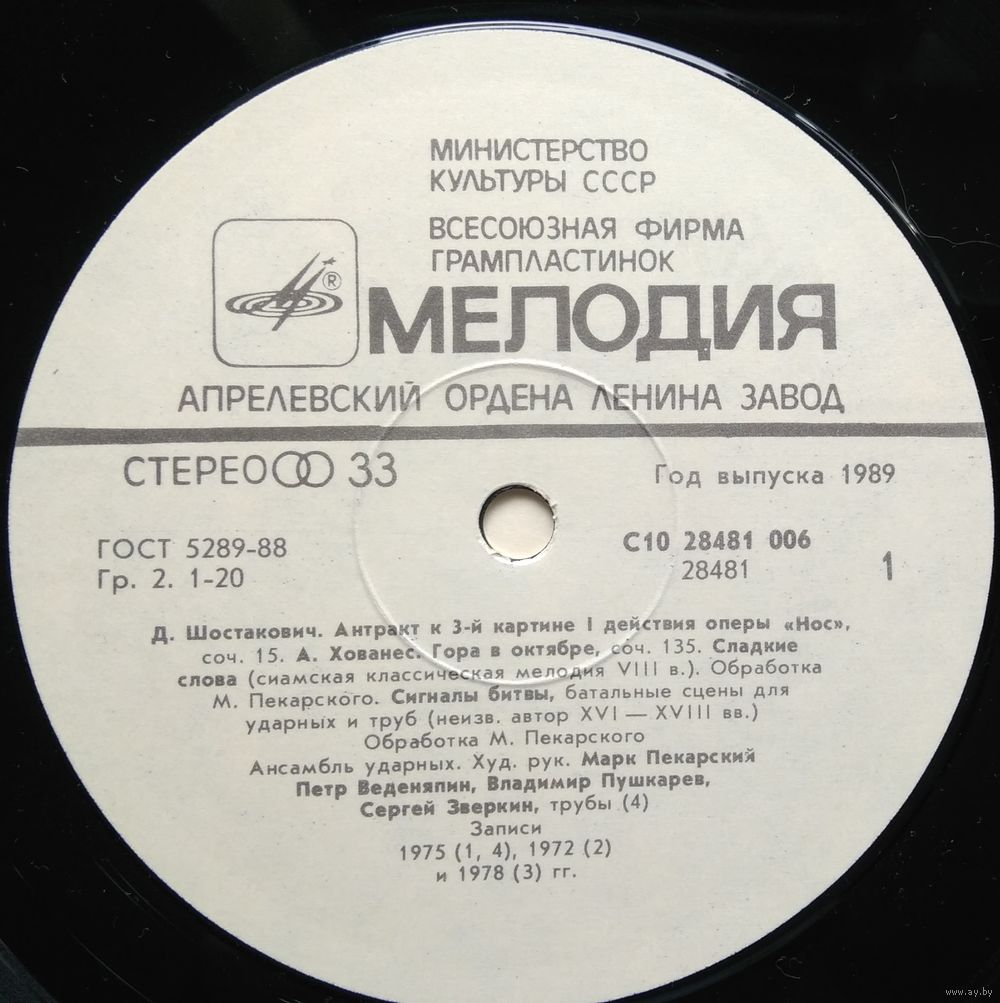 МИНИСТЕРСТВО
КУЛЬТУРЫ СССР
ВСЕСОЮЗНАЯ ФИРМА
ГРАМПЛАСТИНОК
®
МЕЛОДИЯ
АПРЕЛЕВСКИЙ ОРДЕНА ЛЕНИНА ЗАВОД
СТЕРЕО 33
Год выпуска 1989
ГОСТ 5289-88
Гр. 2. 1-20
С10 28481 006
28481
1
Д. Шостакович. Антракт к 3-й картине I действия оперы «Нос»,
соч. 15. А. Хованес. Гора в октябре, соч. 135. Сладкие
слова (сиамская классическая мелодия VIII в.). Обработка
М. Пекарского. Сигналы битвы, батальные сцены для
ударных и труб (неизв. автор XVI — XVIII вв.)
Обработка М. Пекарского
Ансамбль ударных. Худ. рук. Марк Пекарский
Петр Веденяпин, Владимир Пушкарев,
Сергей Зверкин, трубы (4)
Записи
1975 (1, 4), 1972 (2)
и 1978 (3) гг.
www.ay.by